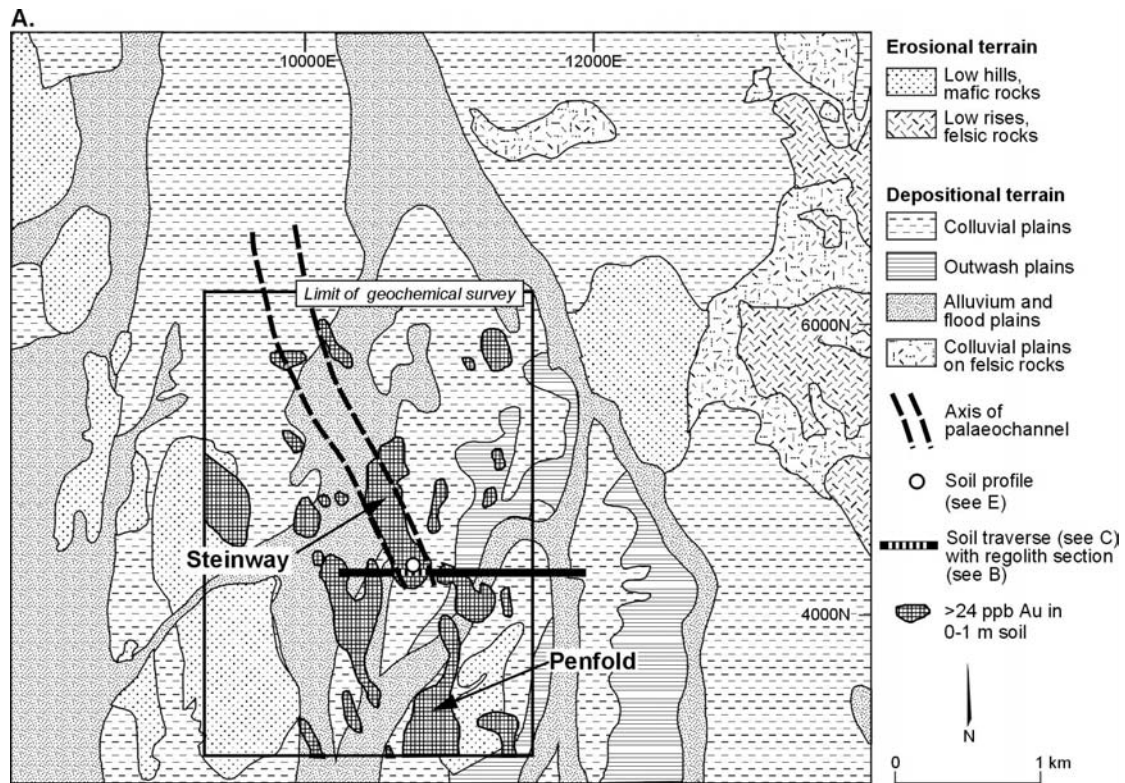 A.
10000E
12000E
Limit of geochemical survey
6000N
Steinway
4000N
Penfold
Erosional terrain
Low hills,
mafic rocks
Low rises,
felsic rocks
Depositional terrain
Colluvial plains
Outwash plains
Alluvium and
flood plains
Colluvial plains
on felsic rocks
Axis of
palaeochannel
Soil profile
(see E)
Soil traverse (see C)
with regolith section
(see B)
>24 ppb Au in
0-1 m soil
N
0 1 km